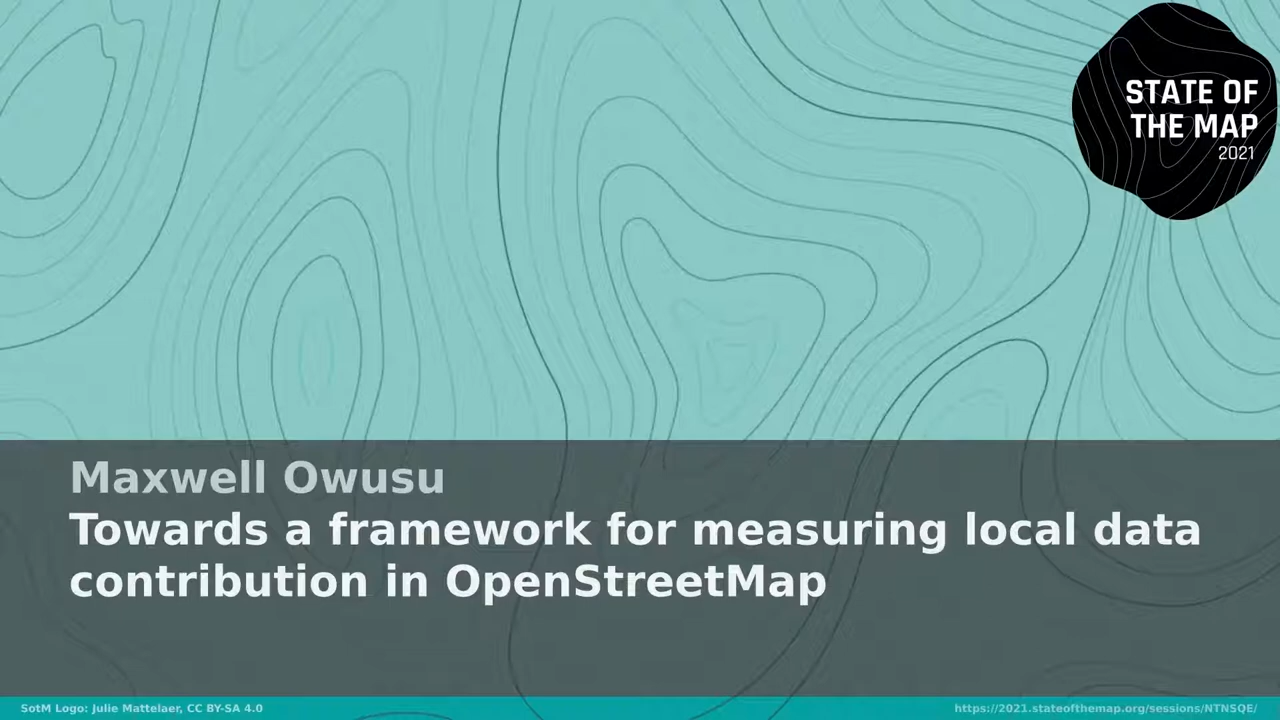 STATE OF
THE MAP
2021
Maxwell Owusu
Towards a framework for measuring local data
contribution in OpenStreetMap
SotM Logo: Julie Mattelaer, CC BY-SA 4.0
https://2021.stateofthemap.org/sessions/NTNSQE/